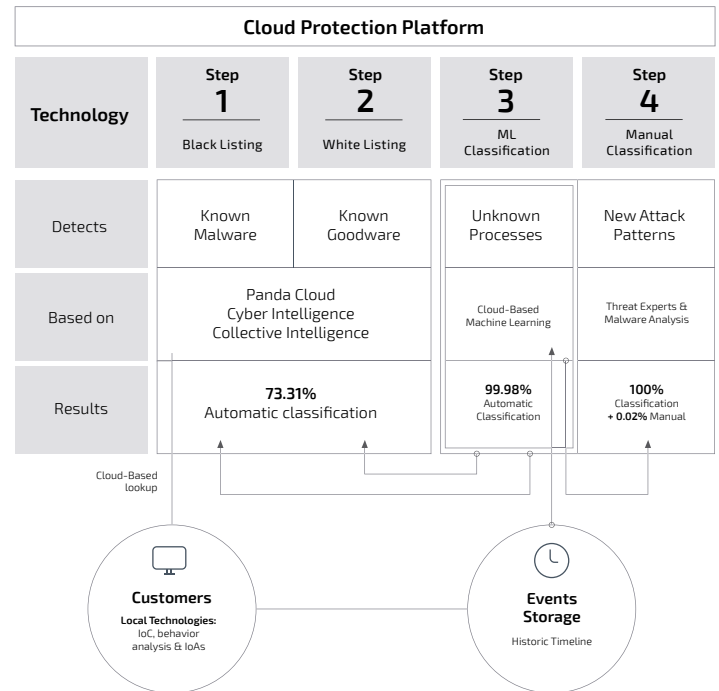 Cloud Protection Platform
Technology
Step
1
Black Listing
Step
2
White Listing
Step
3
ML
Classification
Step
4
Manual
Classification
Detects
Known
Malware
Known
Goodware
Unknown
Processes
New Attack
Patterns
Based on
Panda Cloud
Cyber Intelligence
Collective Intelligence
Cloud-Based
Machine Learning
Threat Experts &
Malware Analysis
Results
73.31%
Automatic classification
99.98%
Automatic
Classification
100%
Classification
+ 0.02% Manual
Cloud-Based
lookup
Customers
Local Technologies:
IoC, behavior
analysis & IoAs
Events
Storage
Historic Timeline